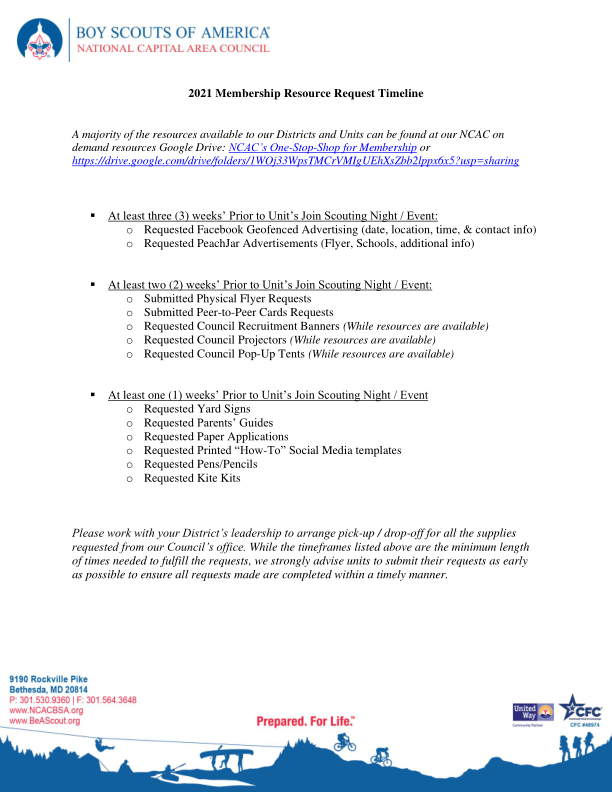 BOY SCOUTS OF AMERICA®
NATIONAL CAPITAL AREA COUNCIL
2021 Membership Resource Request Timeline
A majority of the resources available to our Districts and Units can be found at our NCAC on
demand resources Google Drive: NCAC's One-Stop-Shop for Membership or
https://drive.google.com/drive/folders/1WOj33WpsTMCrVMIgUEhXsZbb2lppx6x5?usp=sharing
▪ At least three (3) weeks' Prior to Unit's Join Scouting Night / Event:
o Requested Facebook Geofenced Advertising (date, location, time, & contact info)
o Requested PeachJar Advertisements (Flyer, Schools, additional info)
▪ At least two (2) weeks' Prior to Unit's Join Scouting Night / Event:
o Submitted Physical Flyer Requests
o Submitted Peer-to-Peer Cards Requests
o Requested Council Recruitment Banners (While resources are available)
o Requested Council Projectors (While resources are available)
o Requested Council Pop-Up Tents (While resources are available)
▪ At least one (1) weeks' Prior to Unit's Join Scouting Night / Event
o Requested Yard Signs
o Requested Parents' Guides
o Requested Paper Applications
o Requested Printed “How-To” Social Media templates
o Requested Pens/Pencils
o Requested Kite Kits
Please work with your District's leadership to arrange pick-up / drop-off for all the supplies
requested from our Council's office. While the timeframes listed above are the minimum length
of times needed to fulfill the requests, we strongly advise units to submit their requests as early
as possible to ensure all requests made are completed within a timely manner.
9190 Rockville Pike
Bethesda, MD 20814
P: 301.530.9360 | F: 301.564.3648
www.NCACBSA.org
www.BeAScout.org
Prepared. For Life.™
United
Way
Community Partner
CFC
CFC #48974